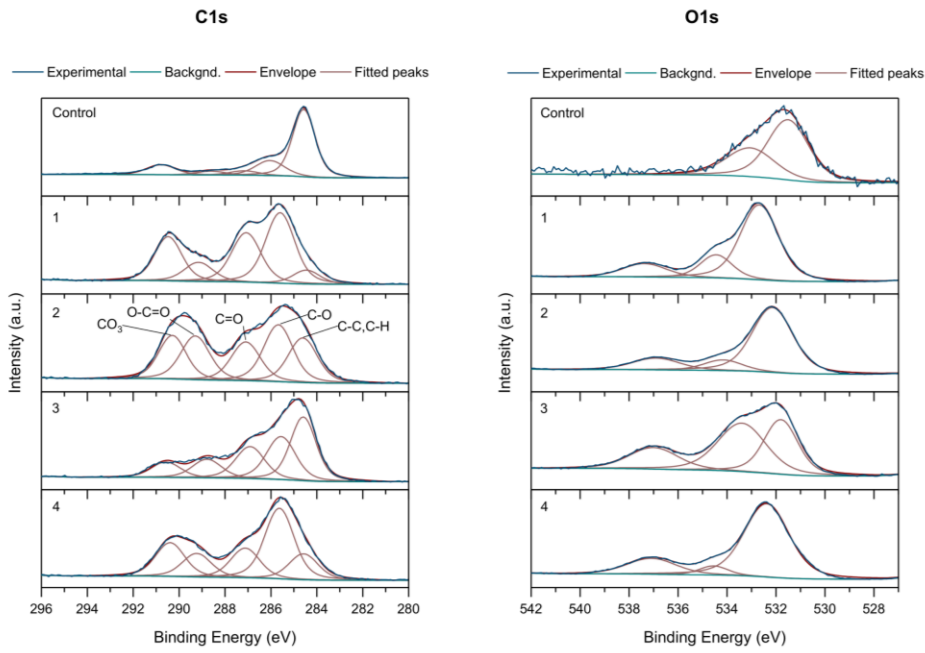 C1s
Experimental Backgnd. Envelope Fitted peaks
Control
1
2
CO3
O-C=O
C=O
C-O
C-C,C-H
3
4
296 294 292 290 288 286 284 282 280
Intensity (a.u.)
Binding Energy (eV)
O1s
Experimental Backgnd. Envelope Fitted peaks
Control
1
2
3
4
542 540 538 536 534 532 530 528
Intensity (a.u.)
Binding Energy (eV)